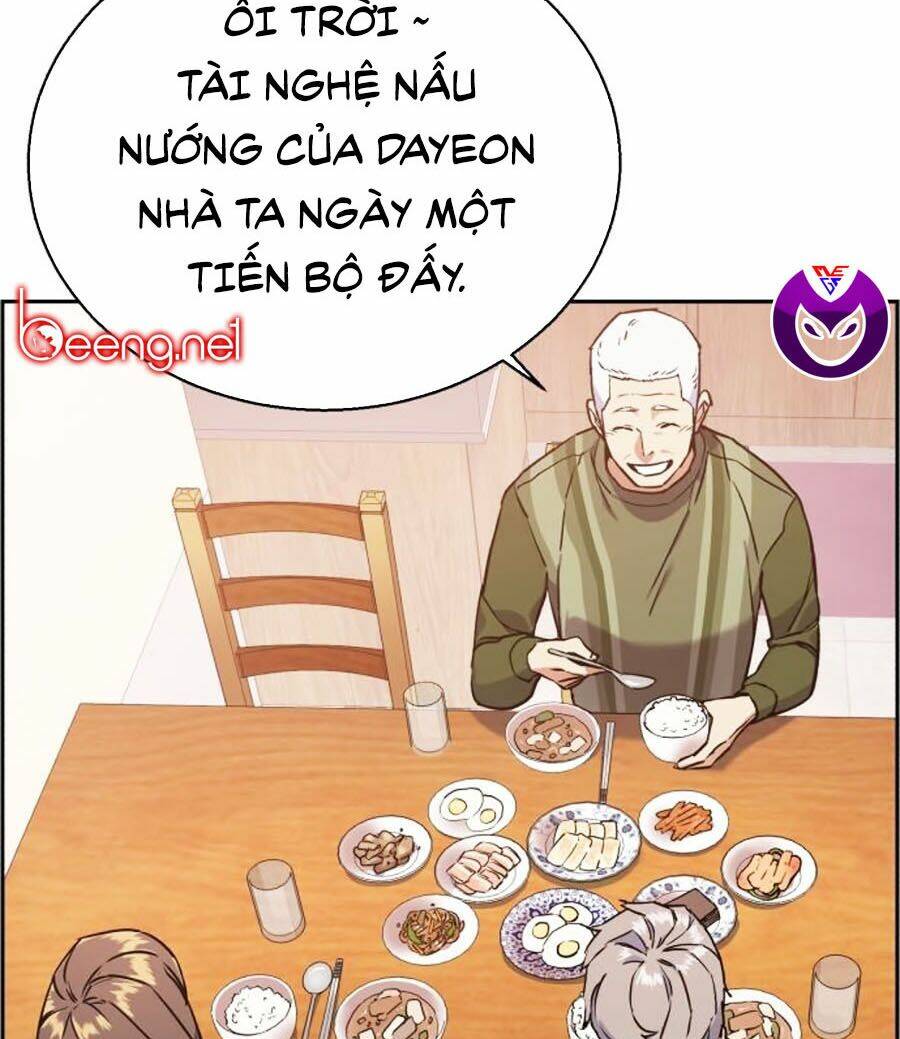 ÔI TRỜI ~
TÀI NGHỆ NẤU
NƯỚNG CỦA DAYEON
NHÀ TA NGÀY MỘT
TIẾN BỘ ĐẤY.
beeng.net